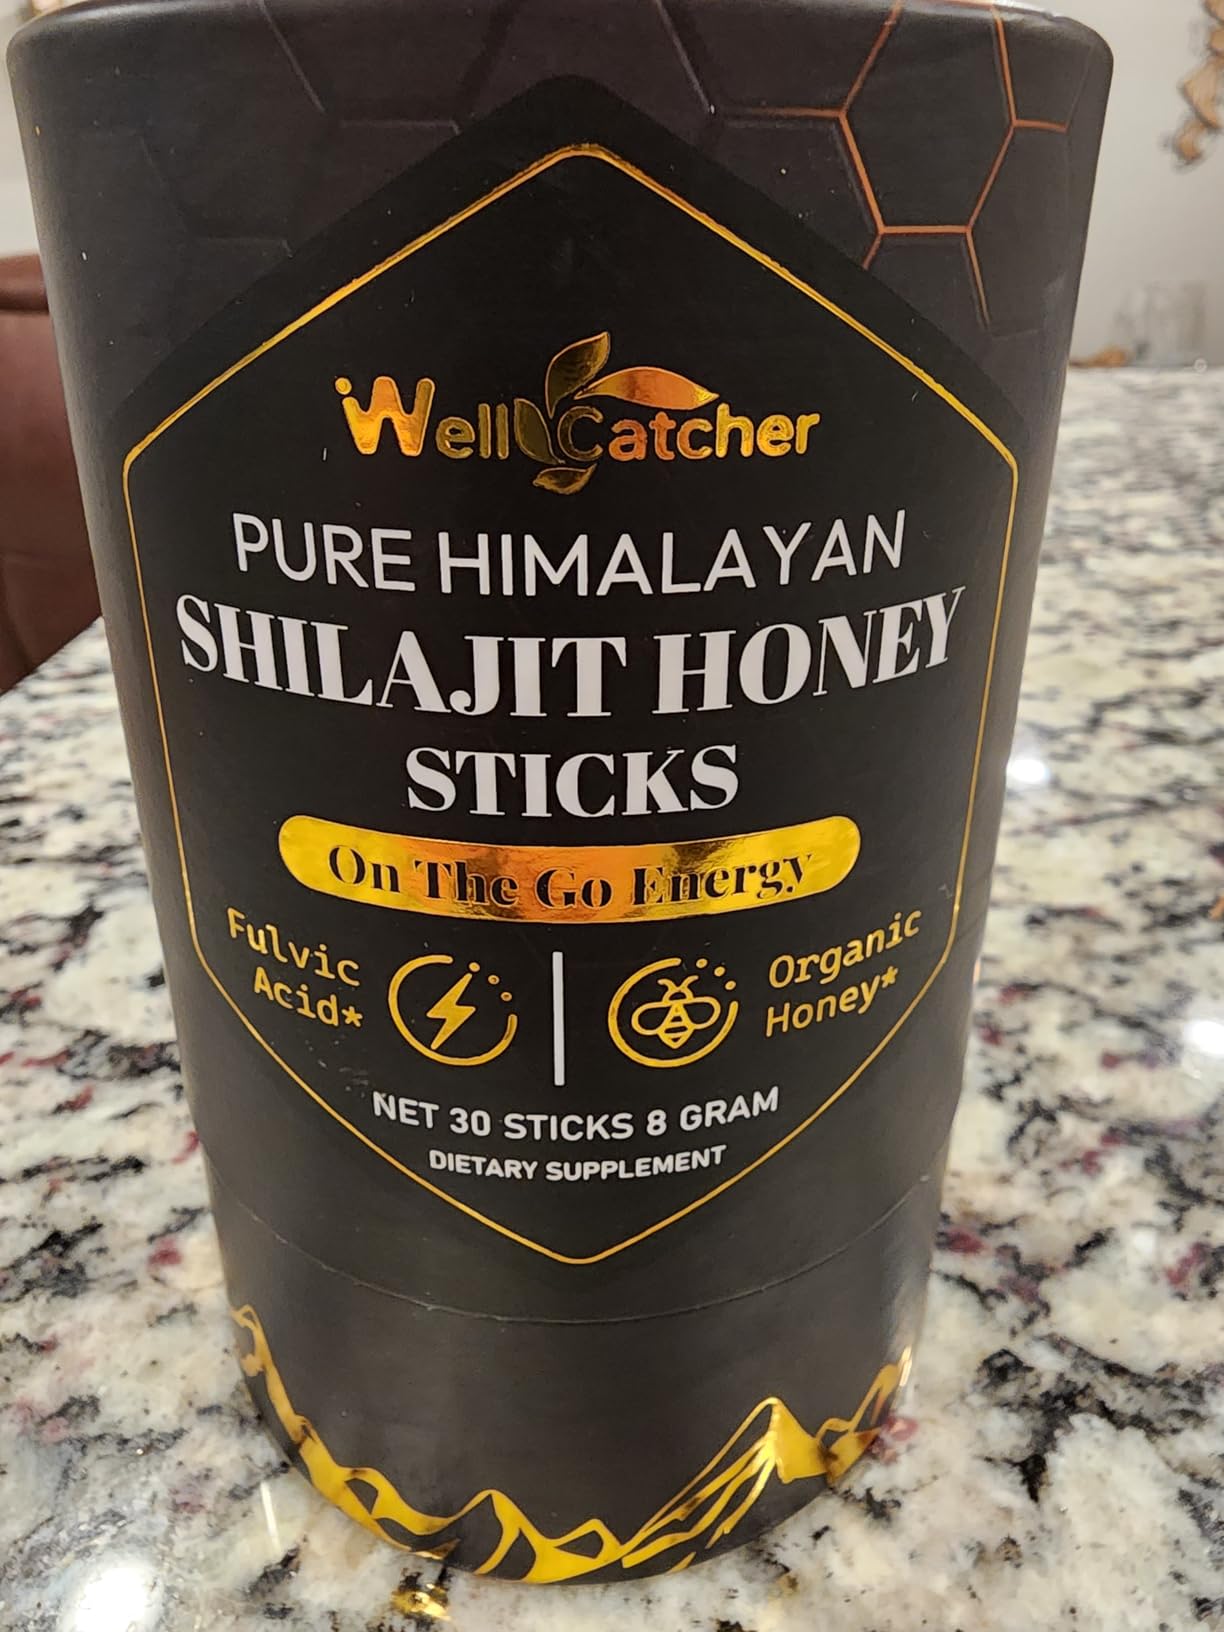 WellCatcher
PURE HIMALAYAN
SHILAJIT HONEY
STICKS
On The Go Energy
Fulvic
Acid*
Organic
Honey*
NET 30 STICKS 8 GRAM
DIETARY SUPPLEMENT